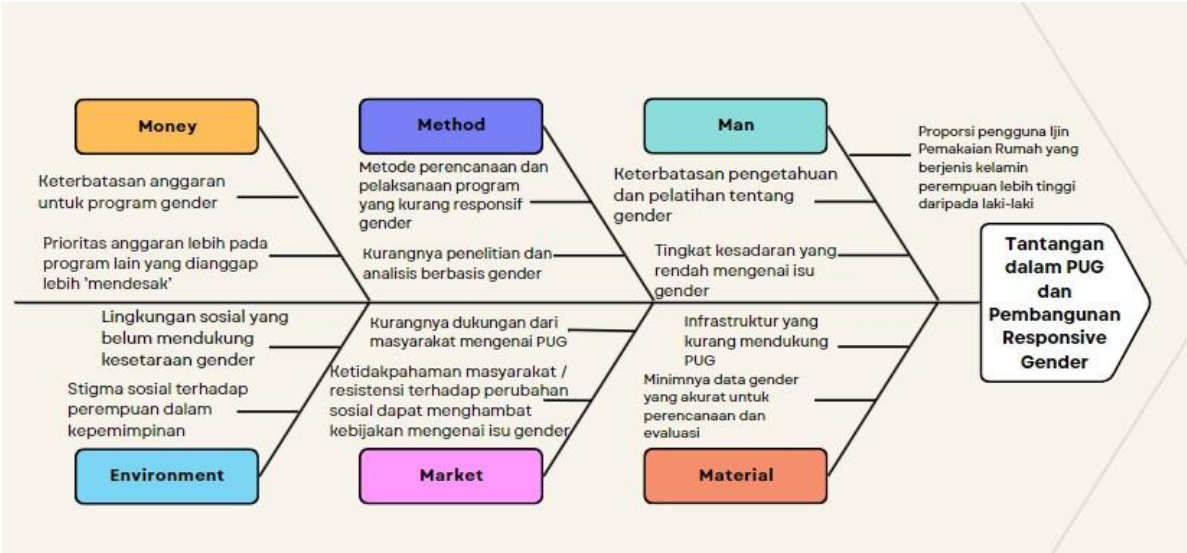 Money
Method
Man
Keterbatasan anggaran
untuk program gender
Prioritas anggaran lebih pada
program lain yang dianggap
lebih 'mendesak'
Metode perencanaan dan
pelaksanaan program
yang kurang responsif
gender
Kurangnya penelitian dan
analisis berbasis gender
Keterbatasan pengetahuan
dan pelatihan tentang
gender
Tingkat kesadaran yang
rendah mengenai isu
gender
Proporsi pengguna Ijin
Pemakaian Rumah yang
berjenis kelamin
perempuan lebih tinggi
daripada laki-laki
Tantangan
dalam PUG
dan
Pembangunan
Responsive
Gender
Lingkungan sosial yang
belum mendukung
kesetaraan gender
Stigma sosial terhadap
perempuan dalam
kepemimpinan
Kurangnya dukungan dari
masyarakat mengenai PUG
Ketidakpahaman masyarakat /
resistensi terhadap perubahan
sosial dapat menghambat
kebijakan mengenai isu gender
Infrastruktur yang
kurang mendukung
PUG
Minimnya data gender
yang akurat untuk
perencanaan dan
evaluasi
Environment
Market
Material